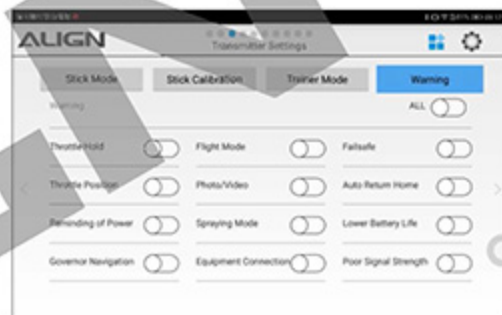 ALIGN
Transmitter Settings
Stick Mode Stick Calibration Trainer Mode Warning
Warning ALL
Throttle Hold Flight Mode Failsafe
Throttle Position Photo/Video Auto Return Home
Reminding of Power Spraying Mode Lower Battery Life
Governor Navigation Equipment Connection Poor Signal Strength